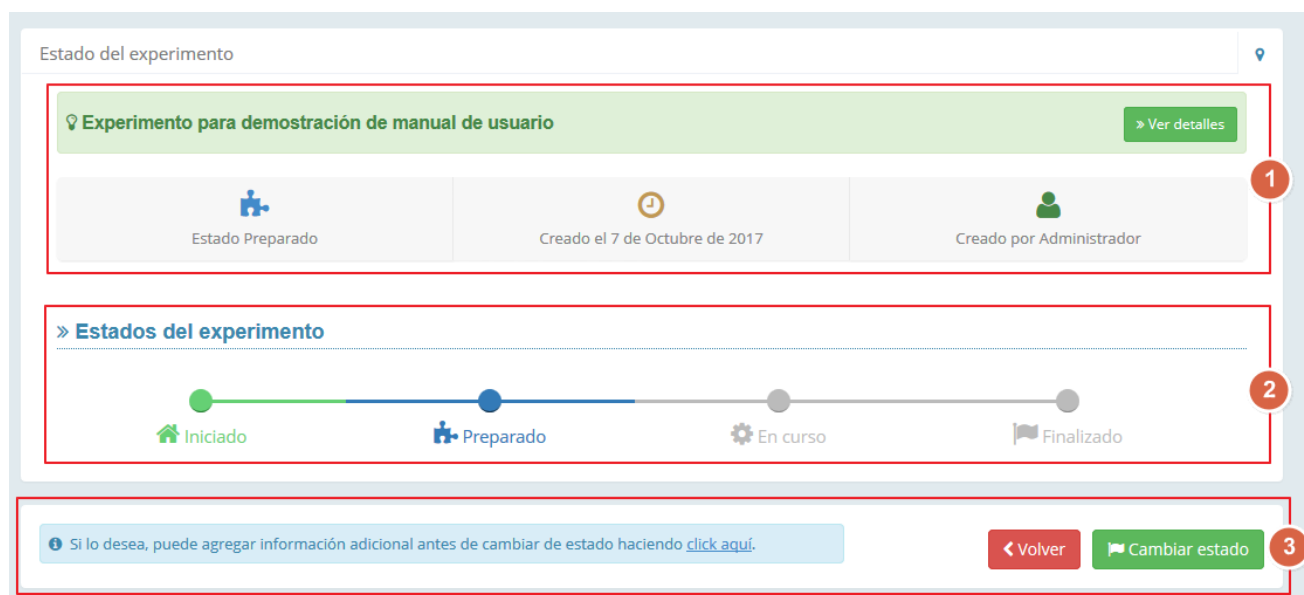 Estado del experimento
Experimento para demostración de manual de usuario
» Ver detalles
1
Estado Preparado
Creado el 7 de Octubre de 2017
Creado por Administrador
» Estados del experimento
2
Iniciado
Preparado
En curso
Finalizado
Si lo desea, puede agregar información adicional antes de cambiar de estado haciendo click aquí.
Volver
Cambiar estado
3